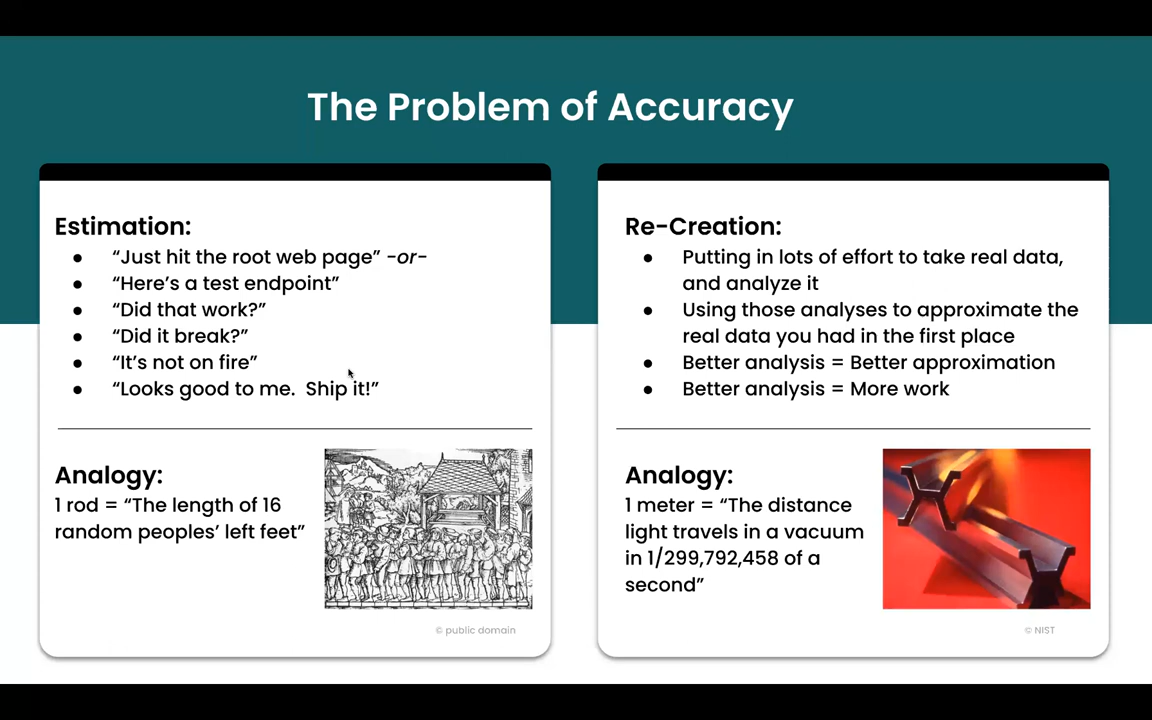 The Problem of Accuracy
Estimation:
● “Just hit the root web page” -or-
● “Here’s a test endpoint”
● “Did that work?”
● “Did it break?”
● “It’s not on fire”
● “Looks good to me.  Ship it!”
Analogy:
1 rod = “The length of 16
random peoples’ left feet”
© public domain
Re-Creation:
● Putting in lots of effort to take real data,
and analyze it
● Using those analyses to approximate the
real data you had in the first place
● Better analysis = Better approximation
● Better analysis = More work
Analogy:
1 meter = “The distance
light travels in a vacuum
in 1/299,792,458 of a
second”
© NIST